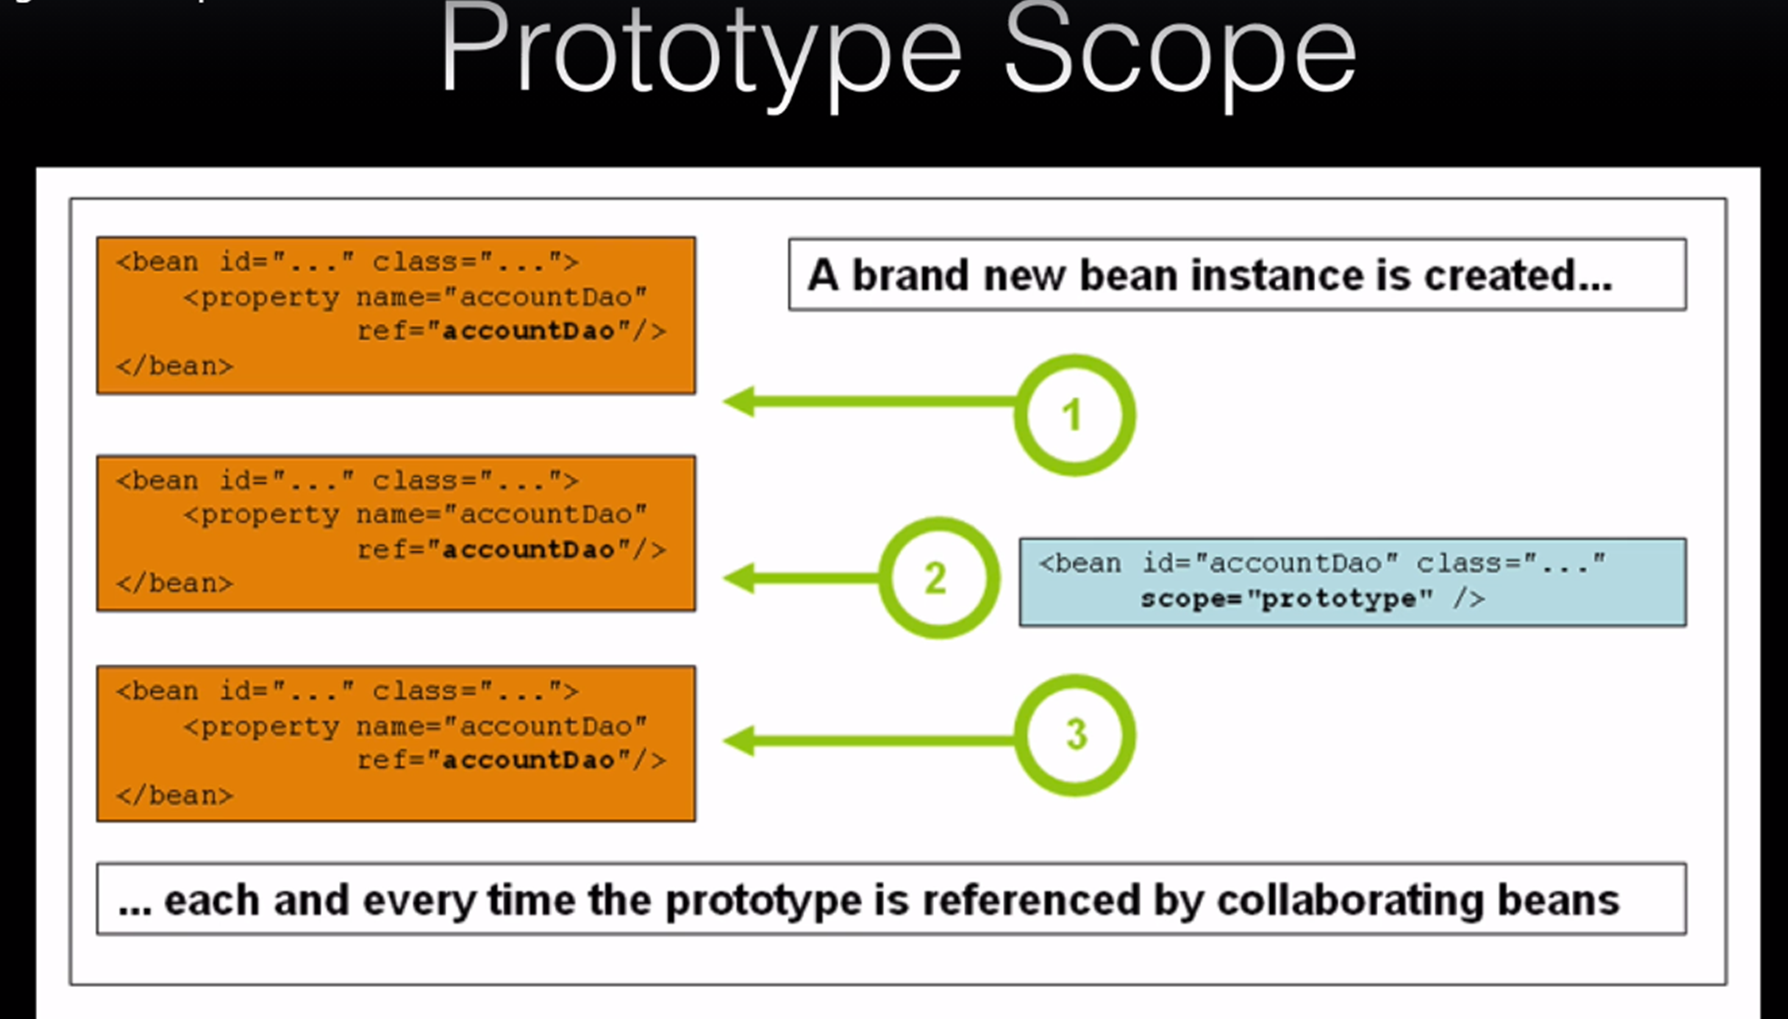 Prototype Scope
<bean id="..." class="...">
<property name="accountDao"
ref="accountDao"/>
</bean>
A brand new bean instance is created...
1
<bean id="..." class="...">
<property name="accountDao"
ref="accountDao"/>
</bean>
2
<bean id="accountDao" class="..."
scope="prototype" />
<bean id="..." class="...">
<property name="accountDao"
ref="accountDao"/>
</bean>
3
... each and every time the prototype is referenced by collaborating beans